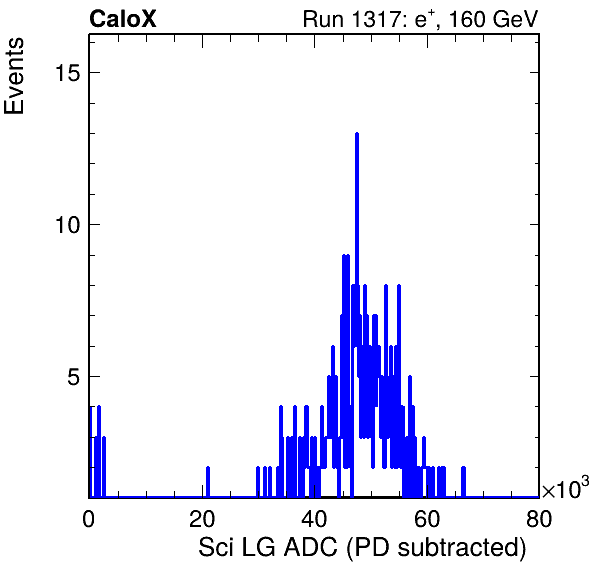 CaloX Run 1317: e⁺, 160 GeV
Events
15
10
5
×10³
0 20 40 60 80
Sci LG ADC (PD subtracted)